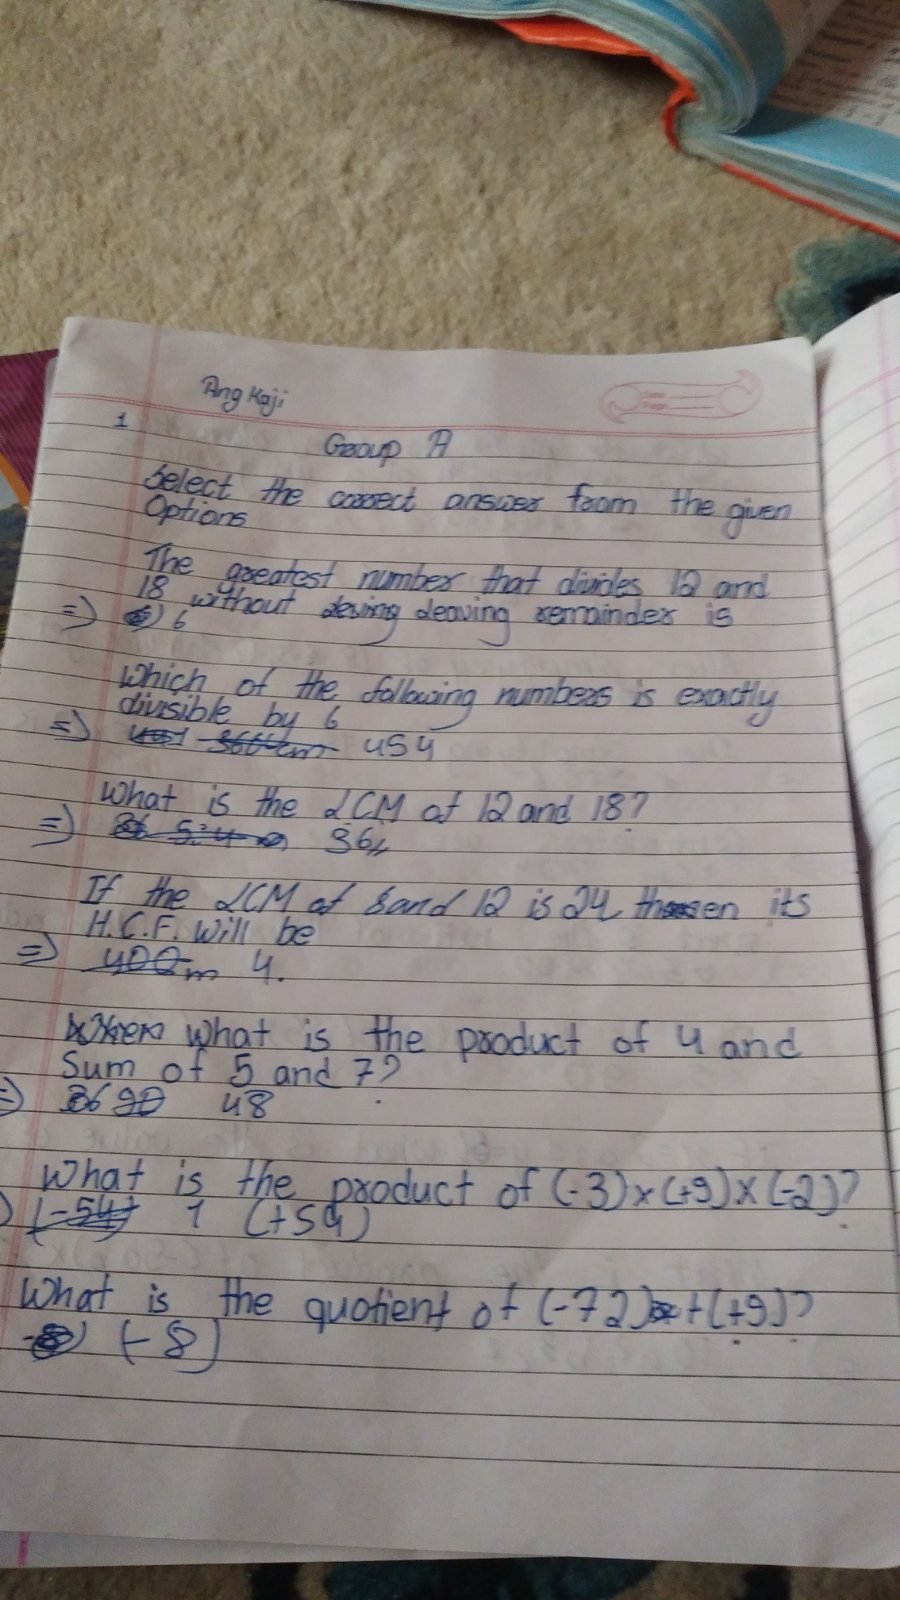 Ang Kaji
1
Group A
Select the correct answer from the given
Options
The greatest number that divides 12 and
18 without leaving remainder is
=> 6
Which of the following numbers is exactly
divisible by 6
=> 454
What is the LCM of 12 and 18?
=> 36
If the LCM of 8 and 12 is 24 then its
H.C.F. will be
=> 4.
What is the product of 4 and
Sum of 5 and 7?
=> 48
What is the product of (-3)×(+9)×(-2)?
(+54)
What is the quotient of (-72)÷(+9)?
(-8)